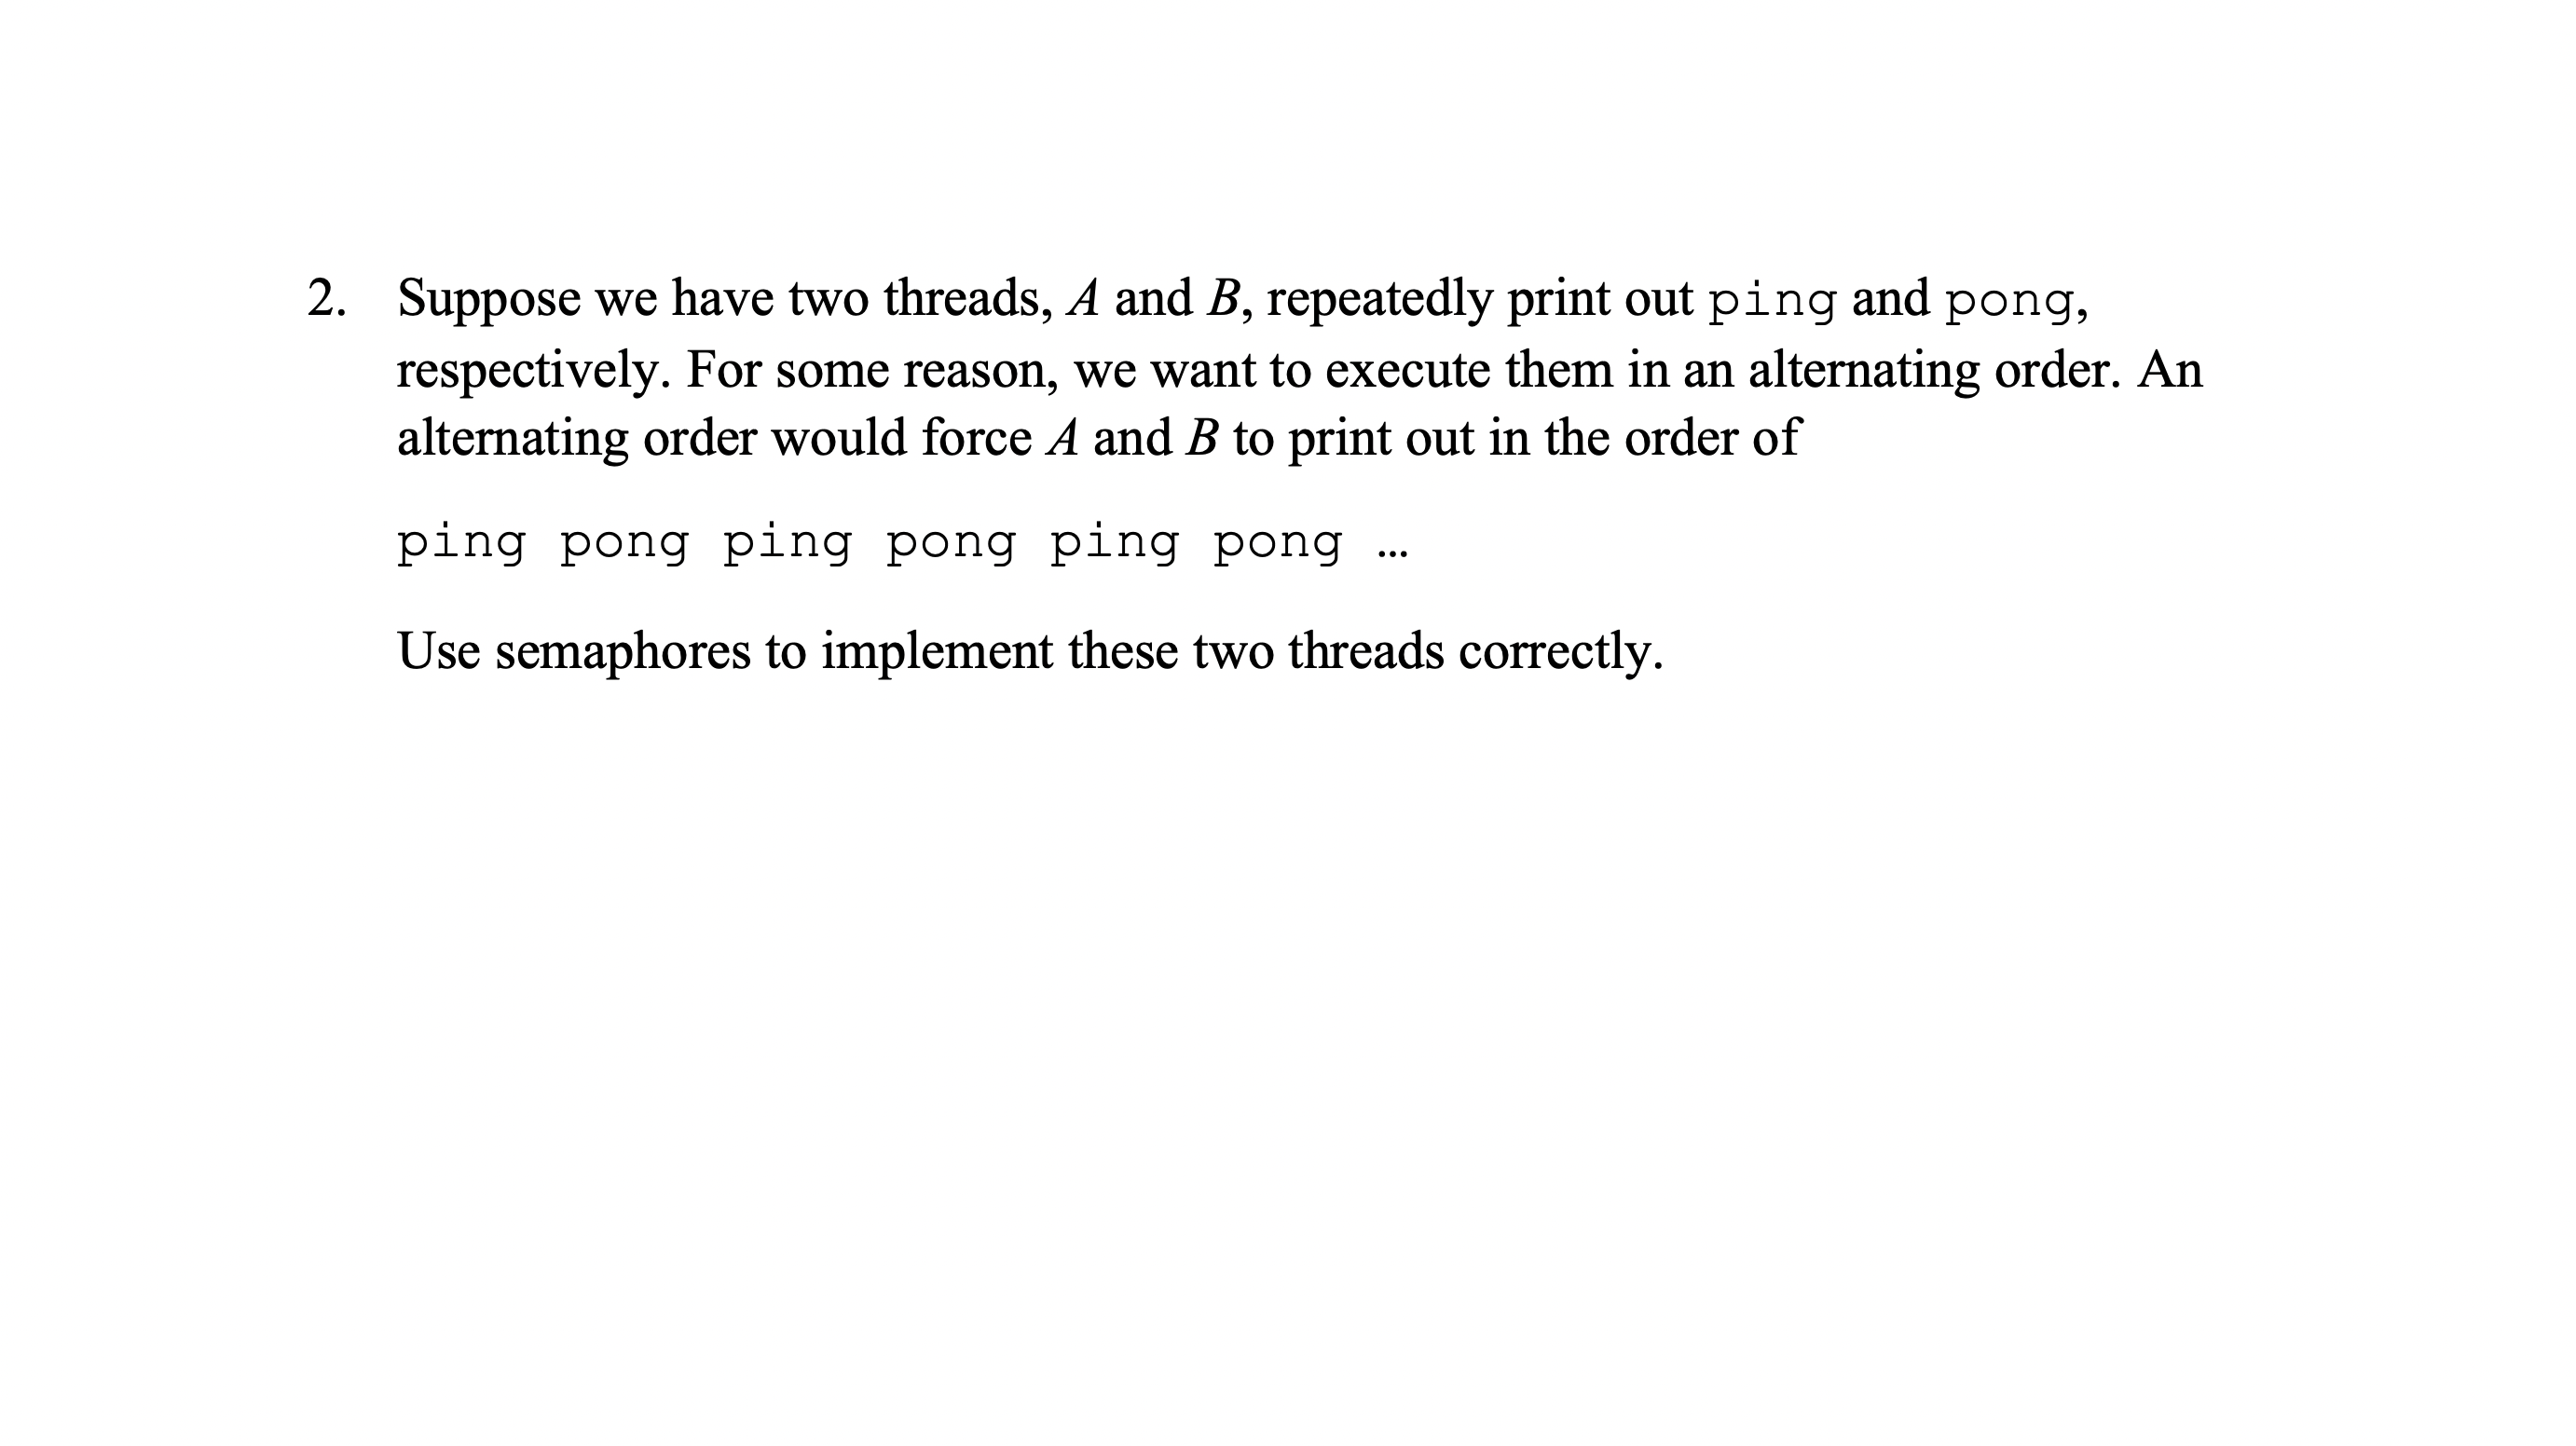 2. Suppose we have two threads, A and B, repeatedly print out ping and pong,
respectively. For some reason, we want to execute them in an alternating order. An
alternating order would force A and B to print out in the order of
ping pong ping pong ping pong …
Use semaphores to implement these two threads correctly.